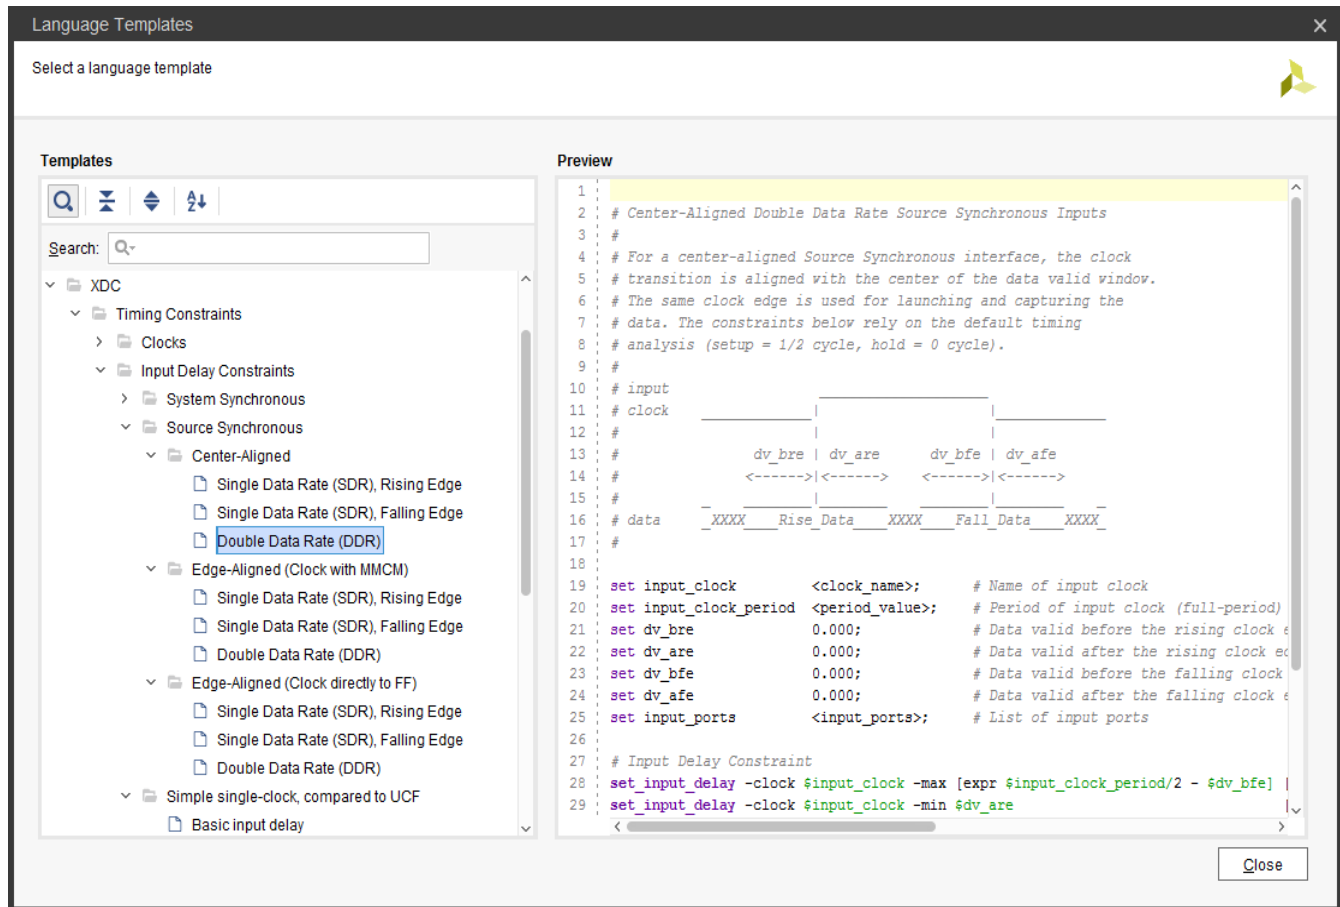 Language Templates
Select a language template
Templates
Search:
XDC
Timing Constraints
Clocks
Input Delay Constraints
System Synchronous
Source Synchronous
Center-Aligned
Single Data Rate (SDR), Rising Edge
Single Data Rate (SDR), Falling Edge
Double Data Rate (DDR)
Edge-Aligned (Clock with MMCM)
Single Data Rate (SDR), Rising Edge
Single Data Rate (SDR), Falling Edge
Double Data Rate (DDR)
Edge-Aligned (Clock directly to FF)
Single Data Rate (SDR), Rising Edge
Single Data Rate (SDR), Falling Edge
Double Data Rate (DDR)
Simple single-clock, compared to UCF
Basic input delay
Preview
1
2 # Center-Aligned Double Data Rate Source Synchronous Inputs
3 #
4 # For a center-aligned Source Synchronous interface, the clock
5 # transition is aligned with the center of the data valid window.
6 # The same clock edge is used for launching and capturing the
7 # data. The constraints below rely on the default timing
8 # analysis (setup = 1/2 cycle, hold = 0 cycle).
9 #
10 # input
11 # clock
12 #
13 # dv_bre | dv_are dv_bfe | dv_afe
14 # <------>|<------> <------>|<------>
15 #
16 # data _XXXX____Rise_Data____XXXX____Fall_Data____XXXX_
17 #
18
19 set input_clock <clock_name>; # Name of input clock
20 set input_clock_period <period_value>; # Period of input clock (full-period)
21 set dv_bre 0.000; # Data valid before the rising clock e
22 set dv_are 0.000; # Data valid after the rising clock ed
23 set dv_bfe 0.000; # Data valid before the falling clock
24 set dv_afe 0.000; # Data valid after the falling clock e
25 set input_ports <input_ports>; # List of input ports
26
27 # Input Delay Constraint
28 set_input_delay -clock $input_clock -max [expr $input_clock_period/2 - $dv_bfe] [
29 set_input_delay -clock $input_clock -min $dv_are [
Close